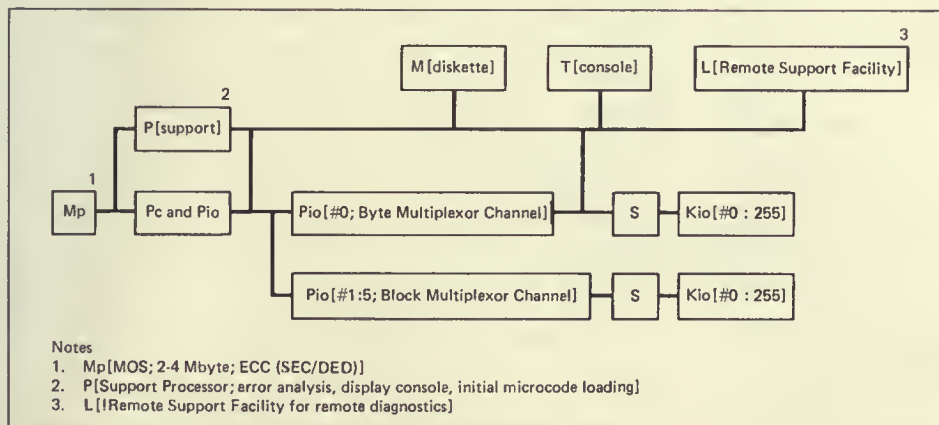 3
M[diskette]
T[console]
L[Remote Support Facility]
2
P[support]
1
Mp
Pc and Pio
Pio[#0; Byte Multiplexor Channel]
S
Kio[#0 : 255]
Pio[#1:5; Block Multiplexor Channel]
S
Kio[#0 : 255]
Notes
1. Mp[MOS; 2-4 Mbyte; ECC (SEC/DED)]
2. P[Support Processor; error analysis, display console, initial microcode loading]
3. L[!Remote Support Facility for remote diagnostics]